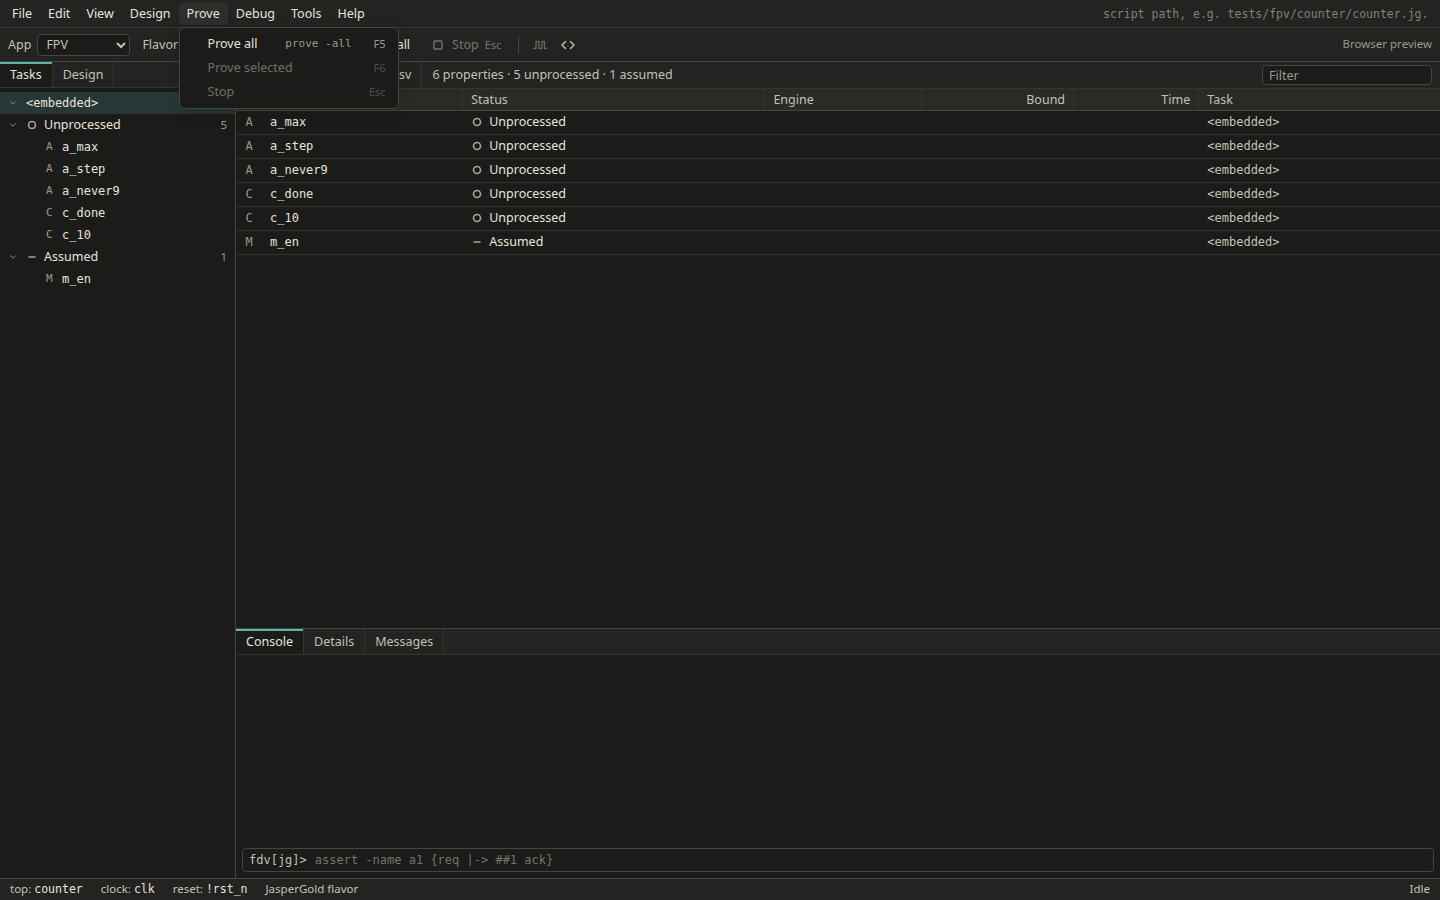 File Edit View Design Prove Debug Tools Help script path, e.g. tests/fpv/counter/counter.jg.
App FPV Flavor all Stop Esc Browser preview
Prove all prove -all F5
Prove selected F6
Stop Esc
Tasks Design sv 6 properties · 5 unprocessed · 1 assumed Filter
<embedded> Status Engine Bound Time Task
Unprocessed 5
a_max
A a_max
A a_step
A a_never9
C c_done
C c_10
Assumed 1
M m_en
A a_max Unprocessed <embedded>
A a_step Unprocessed <embedded>
A a_never9 Unprocessed <embedded>
C c_done Unprocessed <embedded>
C c_10 Unprocessed <embedded>
M m_en Assumed <embedded>
Console Details Messages
fdv[jg]> assert -name a1 {req |-> ##1 ack}
top: counter clock: clk reset: !rst_n JasperGold flavor Idle